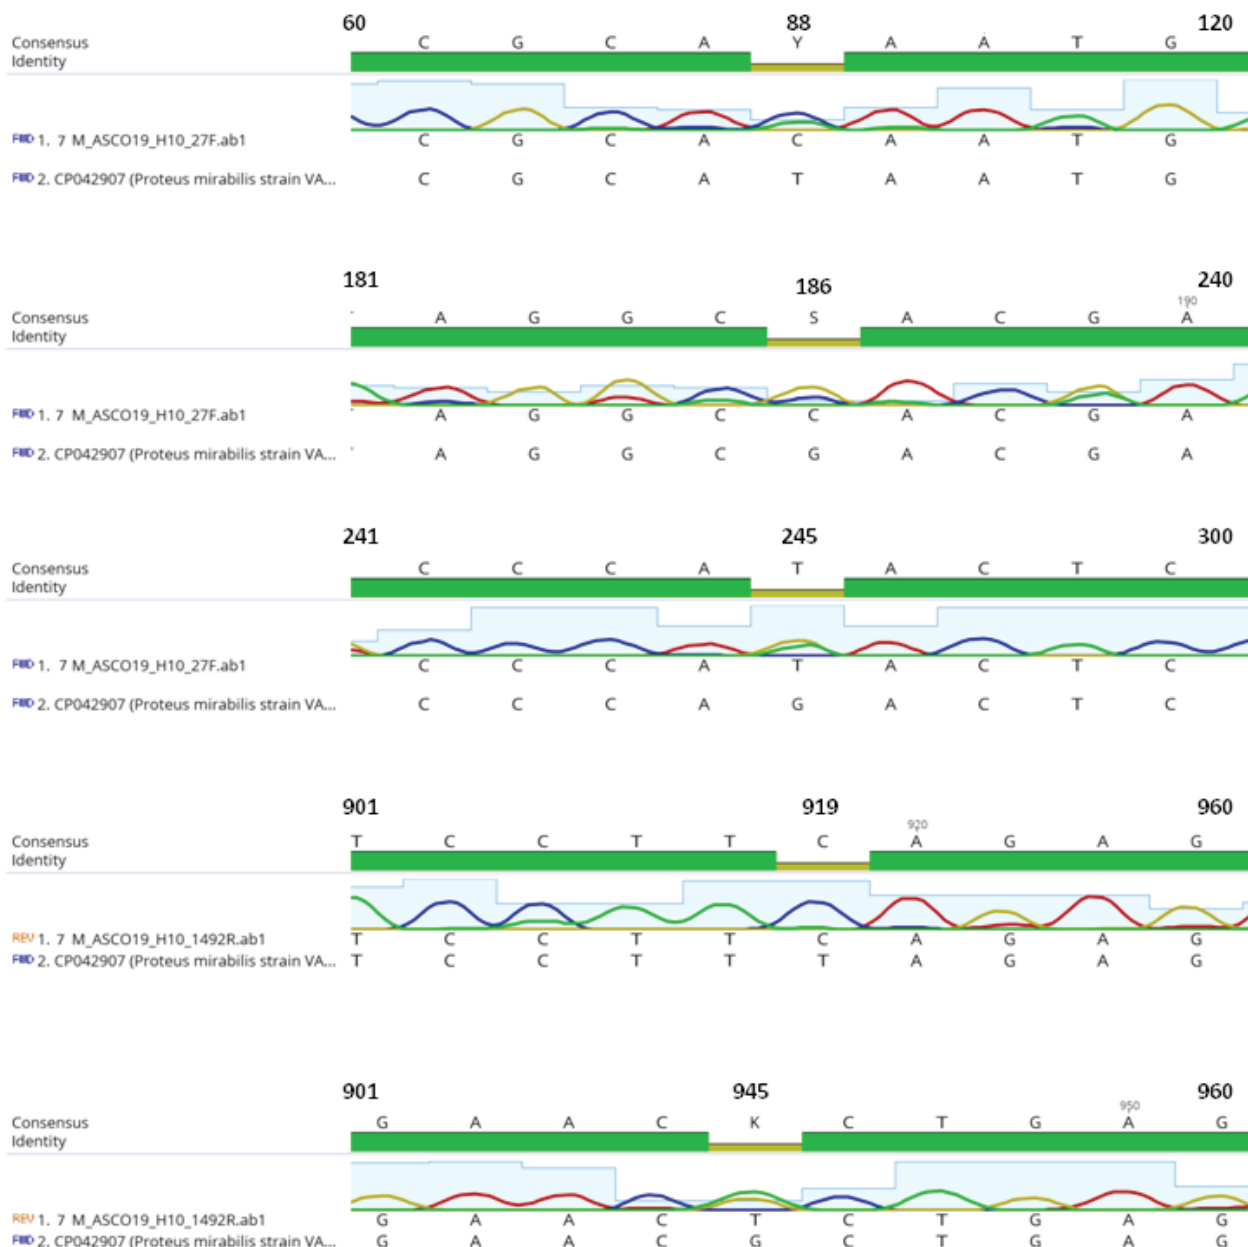 60 88 120
Consensus C G C A Y A A T G
Identity
FWD 1. 7 M_ASCO19_H10_27F.ab1 C G C A C A A T G
FWD 2. CP042907 (Proteus mirabilis strain VA... C G C A T A A T G
181 186 240
190
Consensus A G G C S A C G A
Identity
FWD 1. 7 M_ASCO19_H10_27F.ab1 A G G C C A C G A
FWD 2. CP042907 (Proteus mirabilis strain VA... A G G C G A C G A
241 245 300
Consensus C C C A T A C T C
Identity
FWD 1. 7 M_ASCO19_H10_27F.ab1 C C C A T A C T C
FWD 2. CP042907 (Proteus mirabilis strain VA... C C C A G A C T C
901 919 960
920
Consensus T C C T T C A G A G
Identity
REV 1. 7 M_ASCO19_H10_1492R.ab1 T C C T T C A G A G
FWD 2. CP042907 (Proteus mirabilis strain VA... T C C T T T A G A G
901 945 960
950
Consensus G A A C K C T G A G
Identity
REV 1. 7 M_ASCO19_H10_1492R.ab1 G A A C T C T G A G
FWD 2. CP042907 (Proteus mirabilis strain VA... G A A C G C T G A G